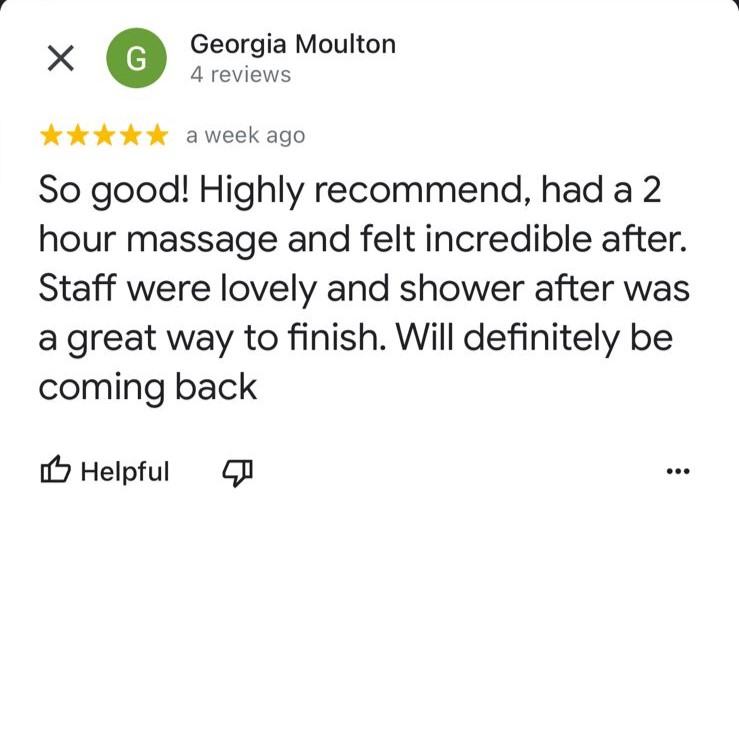 G
Georgia Moulton
4 reviews
a week ago
So good! Highly recommend, had a 2
hour massage and felt incredible after.
Staff were lovely and shower after was
a great way to finish. Will definitely be
coming back
Helpful